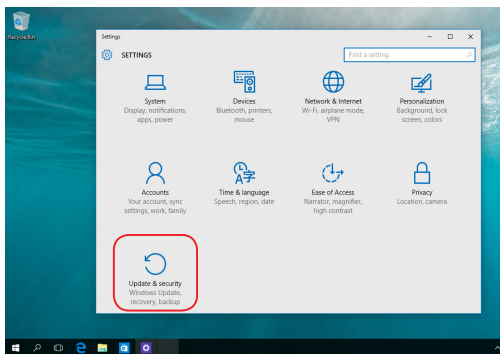 Recycle Bin
Settings
SETTINGS
Find a setting
System
Display, notifications,
apps, power
Devices
Bluetooth, printers,
mouse
Network & Internet
Wi-Fi, airplane mode,
VPN
Personalization
Background, lock
screen, colors
Accounts
Your account, sync
settings, work, family
Time & language
Speech, region, date
Ease of Access
Narrator, magnifier,
high contrast
Privacy
Location, camera
Update & security
Windows Update,
recovery, backup